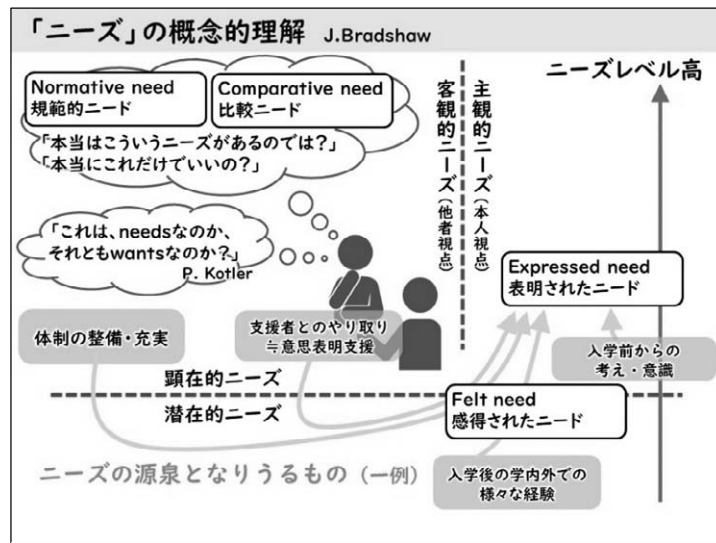 「ニーズ」の概念的理解 J.Bradshaw
Normative need
規範的ニード
Comparative need
比較ニード
「本当はこういうニーズがあるのでは？」
「本当にこれだけでいいの？」
「これは、needsなのか、
それともwantsなのか？」
P. Kotler
客観的ニーズ（他者視点）
主観的ニーズ（本人視点）
ニーズレベル高
Expressed need
表明されたニード
体制の整備・充実
支援者とのやり取り
≒意思表明支援
入学前からの
考え・意識
顕在的ニーズ
潜在的ニーズ
Felt need
感得されたニード
ニーズの源泉となりうるもの（一例）
入学後の学内外での
様々な経験